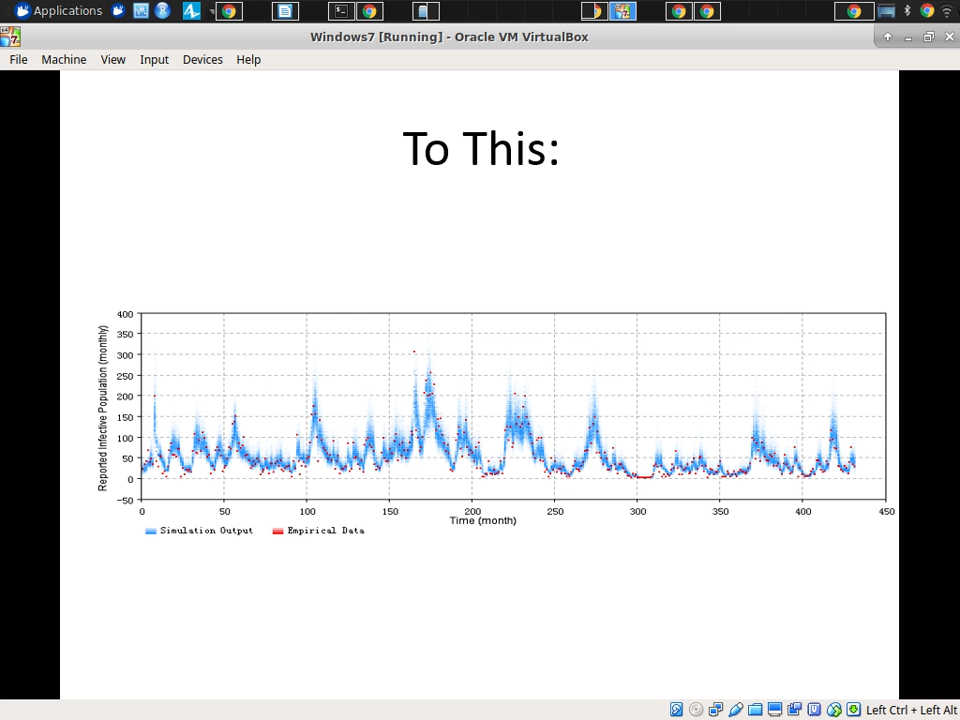 Applications
Windows7 [Running] - Oracle VM VirtualBox
File Machine View Input Devices Help
To This:
Reported Infective Population (monthly)
400
350
300
250
200
150
100
50
0
-50
0 50 100 150 200 250 300 350 400 450
Time (month)
Simulation Output Empirical Data
Left Ctrl + Left Alt